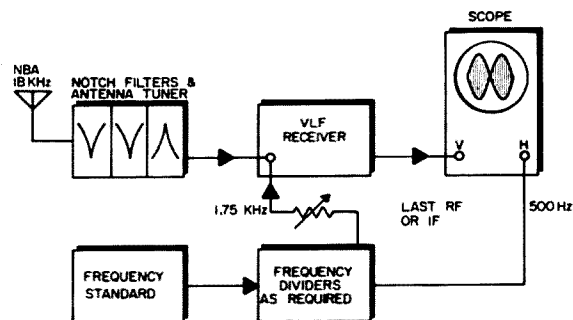 SCOPE
NBA
18 KHz
NOTCH FILTERS &
ANTENNA TUNER
VLF
RECEIVER
V
H
1.75 KHz
LAST RF
OR IF
500 Hz
FREQUENCY
STANDARD
FREQUENCY
DIVIDERS
AS REQUIRED